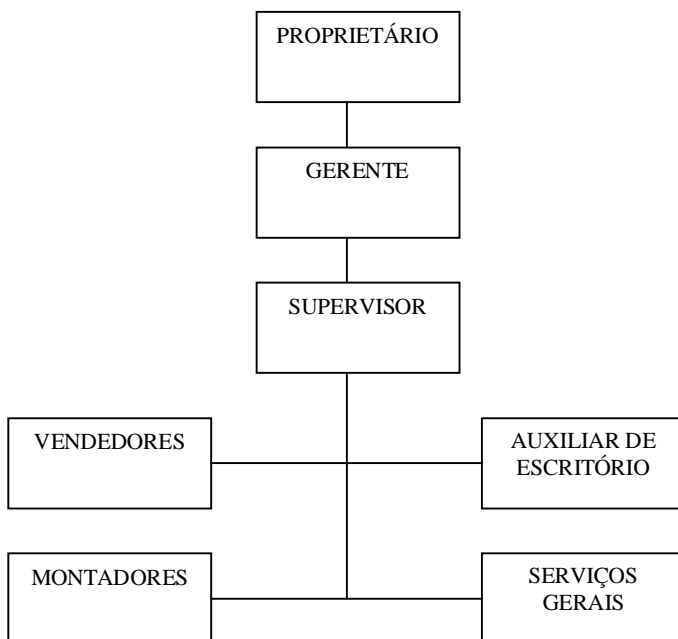 PROPRIETÁRIO
GERENTE
SUPERVISOR
VENDEDORES
AUXILIAR DE
ESCRITÓRIO
MONTADORES
SERVIÇOS
GERAIS